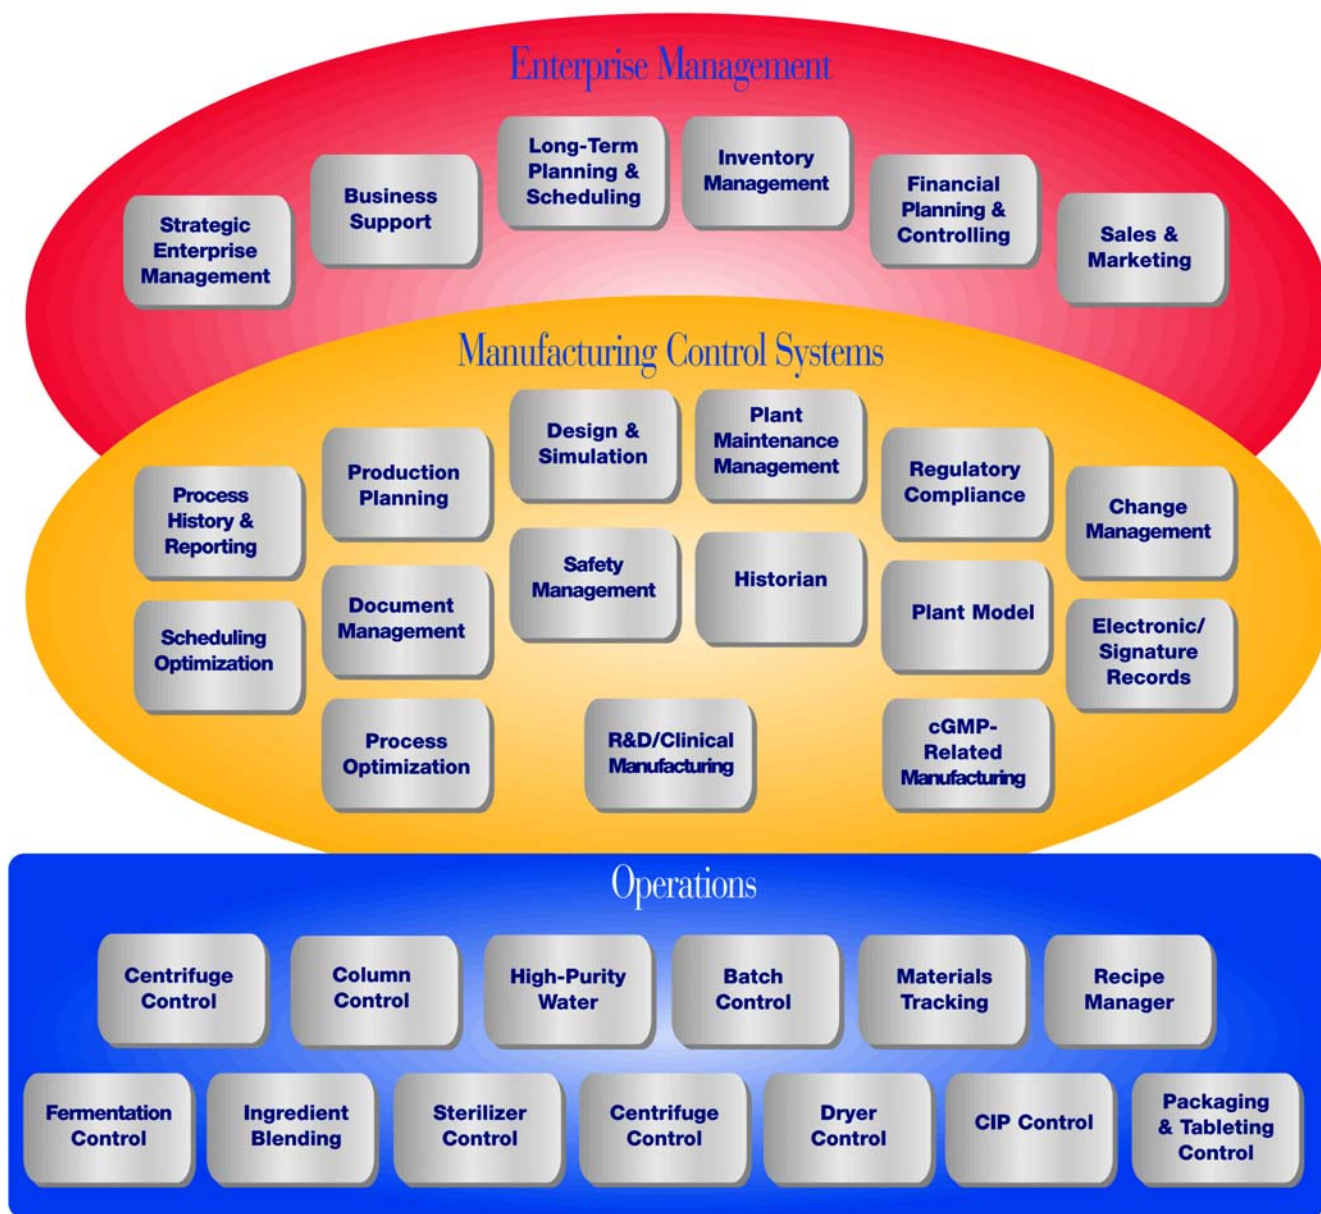 Enterprise Management
Strategic
Enterprise
Management
Business
Support
Long-Term
Planning &
Scheduling
Inventory
Management
Financial
Planning &
Controlling
Sales &
Marketing
Manufacturing Control Systems
Process
History &
Reporting
Production
Planning
Design &
Simulation
Plant
Maintenance
Management
Regulatory
Compliance
Change
Management
Scheduling
Optimization
Document
Management
Safety
Management
Historian
Plant Model
Electronic/
Signature
Records
Process
Optimization
R&D/Clinical
Manufacturing
cGMP-
Related
Manufacturing
Operations
Centrifuge
Control
Column
Control
High-Purity
Water
Batch
Control
Materials
Tracking
Recipe
Manager
Fermentation
Control
Ingredient
Blending
Sterilizer
Control
Centrifuge
Control
Dryer
Control
CIP Control
Packaging
& Tableting
Control